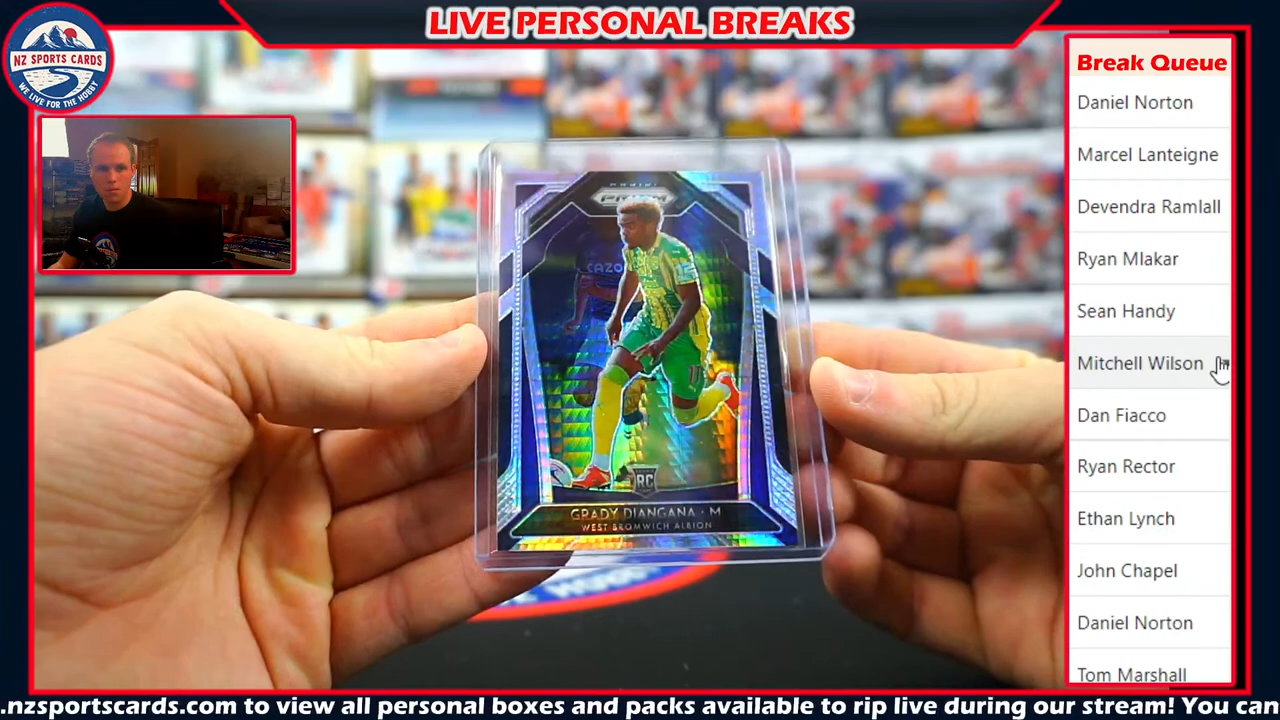 LIVE PERSONAL BREAKS
NZ SPORTS CARDS
WE LIVE FOR THE HOBBY
Break Queue
Daniel Norton
Marcel Lanteigne
Devendra Ramlall
Ryan Mlakar
Sean Handy
Mitchell Wilson
Dan Fiacco
Ryan Rector
Ethan Lynch
John Chapel
Daniel Norton
Tom Marshall
PANINI
PRIZM
CAZOO
11
RC
GRADY DIANGANA · M
WEST BROMWICH ALBION
.nzsportscards.com to view all personal boxes and packs available to rip live during our stream! You can